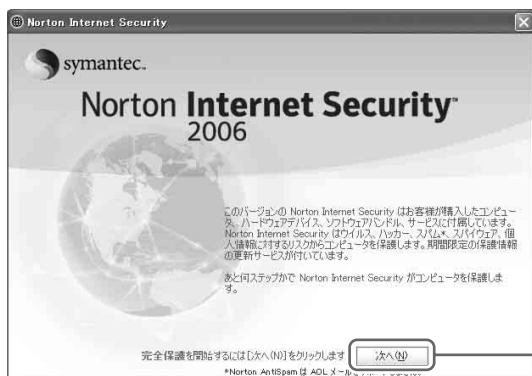 Norton Internet Security
symantec.
Norton Internet Security™
2006
このバージョンの Norton Internet Security はお客様が購入したコンピュー
タ、ハードウェアデバイス、ソフトウェアバンドル、サービスに付属しています。
Norton Internet Security はウイルス、ハッカー、スパム*、スパイウェア、個
人情報に対するリスクからコンピュータを保護します。期間限定の保護情報
の更新サービスが付いています。
あと何ステップかで Norton Internet Security がコンピュータを保護しま
す。
完全保護を開始するには[次へ(N)]をクリックします
次へ(N)
*Norton AntiSpam は AOL メール